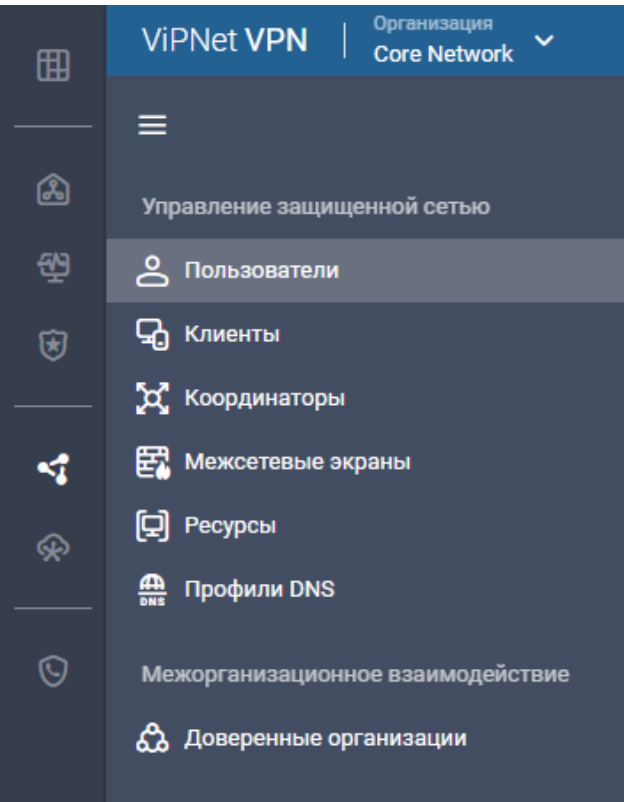 ViPNet VPN
Организация
Core Network
Управление защищенной сетью
Пользователи
Клиенты
Координаторы
Межсетевые экраны
Ресурсы
DNS
Профили DNS
Межорганизационное взаимодействие
Доверенные организации